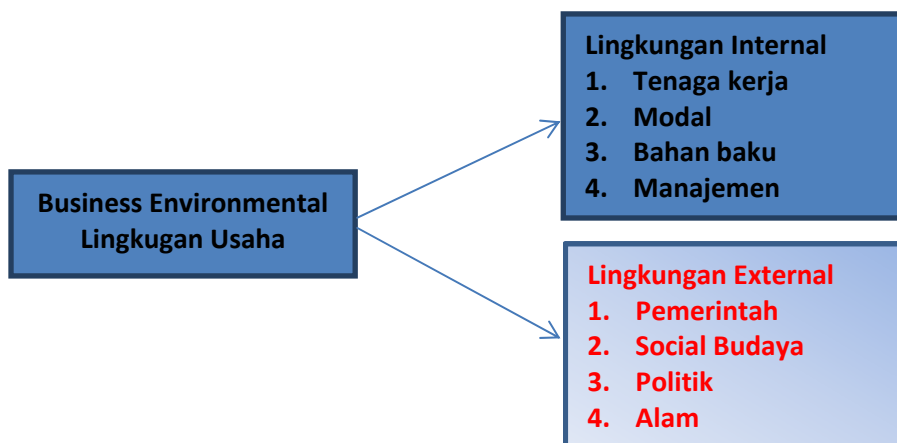 Business Environmental
Lingkugan Usaha
Lingkungan Internal
1. Tenaga kerja
2. Modal
3. Bahan baku
4. Manajemen
Lingkungan External
1. Pemerintah
2. Social Budaya
3. Politik
4. Alam